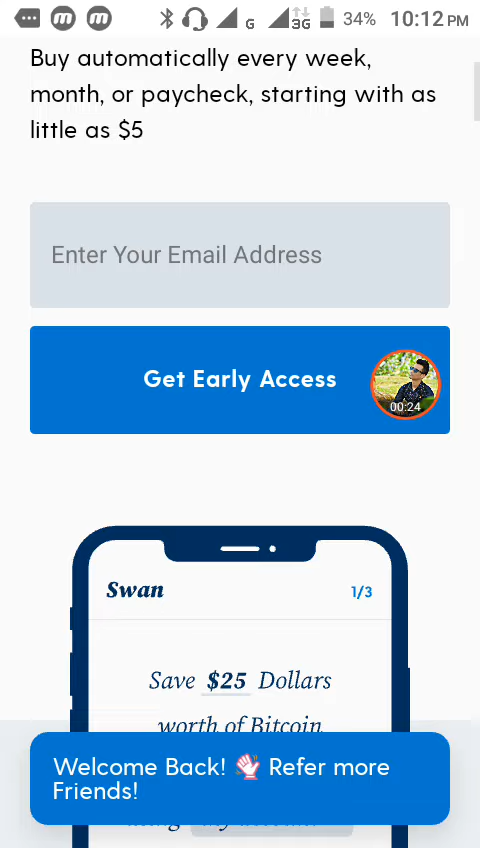 G 3G 34% 10:12 PM
Buy automatically every week,
month, or paycheck, starting with as
little as $5
Enter Your Email Address
Get Early Access
00:24
Swan 1/3
Save $25 Dollars
worth of Bitcoin
Welcome Back! 👋🏻 Refer more
Friends!